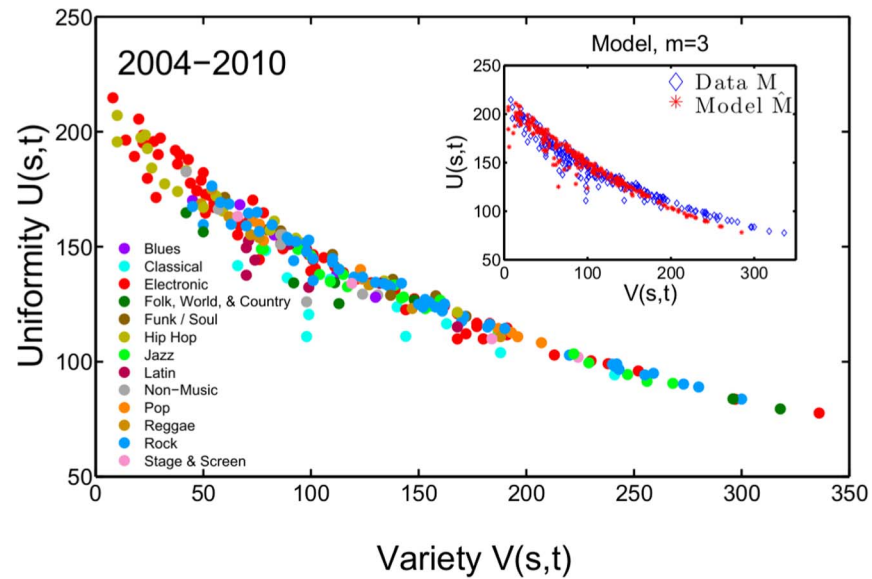 2004−2010
Uniformity U(s,t)
250
200
150
100
50
0
50
100
150
200
250
300
350
Variety V(s,t)
Blues
Classical
Electronic
Folk, World, & Country
Funk / Soul
Hip Hop
Jazz
Latin
Non−Music
Pop
Reggae
Rock
Stage & Screen
Model, m=3
Data M
Model M̂
U(s,t)
250
200
150
100
50
0
100
200
300
V(s,t)